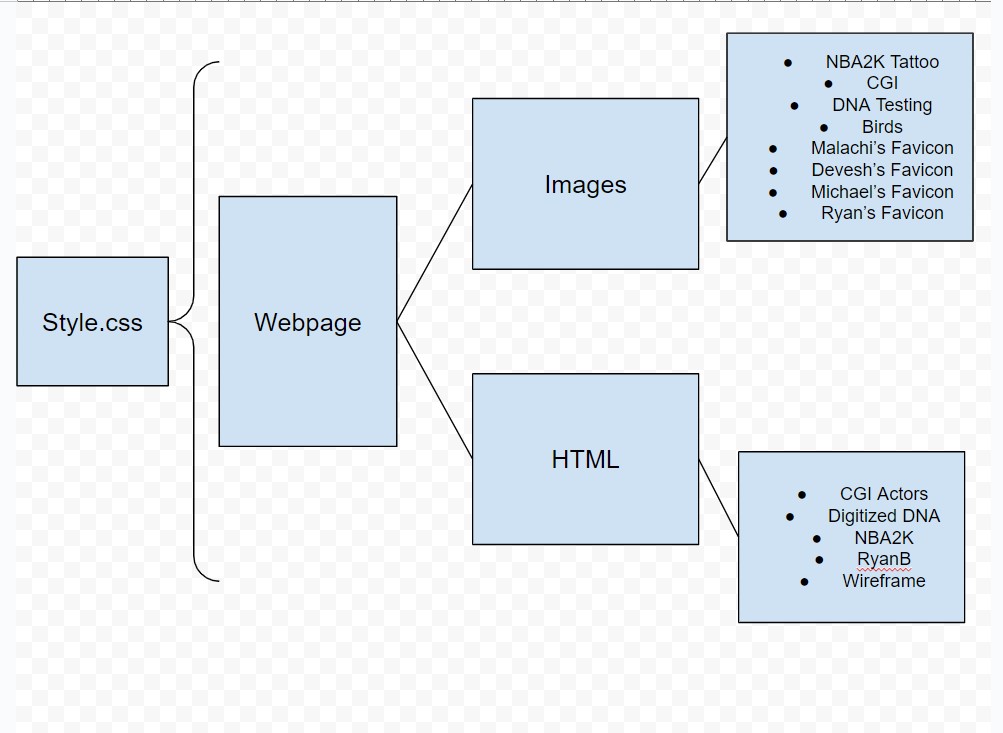 Style.css
Webpage
Images
● NBA2K Tattoo
● CGI
● DNA Testing
● Birds
● Malachi’s Favicon
● Devesh’s Favicon
● Michael’s Favicon
● Ryan’s Favicon
HTML
● CGI Actors
● Digitized DNA
● NBA2K
● RyanB
● Wireframe